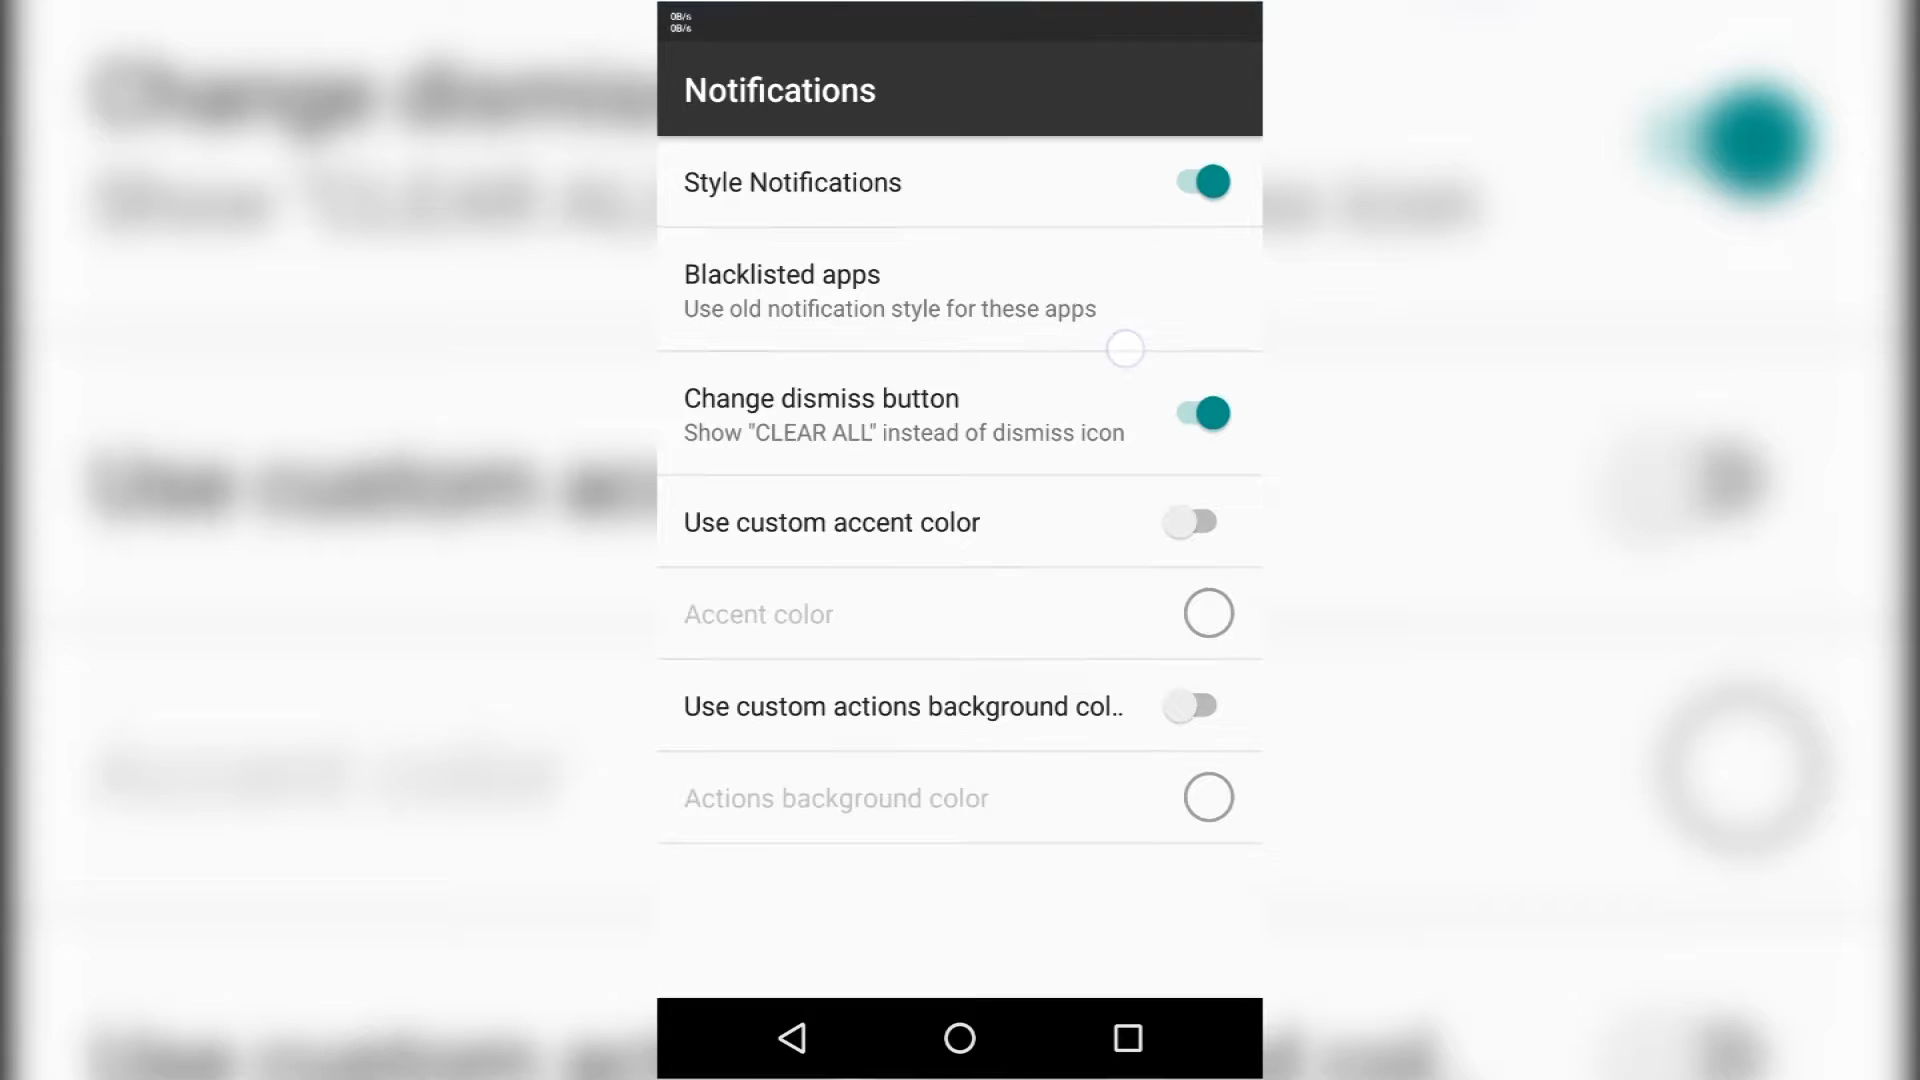 0B/s
0B/s
Notifications
Style Notifications
Blacklisted apps
Use old notification style for these apps
Change dismiss button
Show "CLEAR ALL" instead of dismiss icon
Use custom accent color
Accent color
Use custom actions background col..
Actions background color